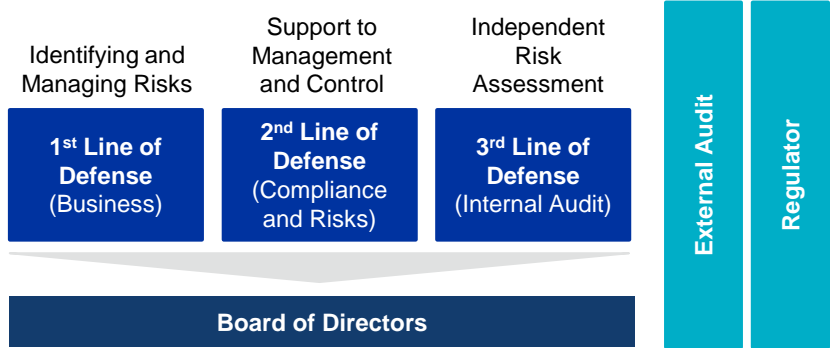 Identifying and
Managing Risks
Support to
Management
and Control
Independent
Risk
Assessment
1st Line of
Defense
(Business)
2nd Line of
Defense
(Compliance
and Risks)
3rd Line of
Defense
(Internal Audit)
Board of Directors
External Audit
Regulator